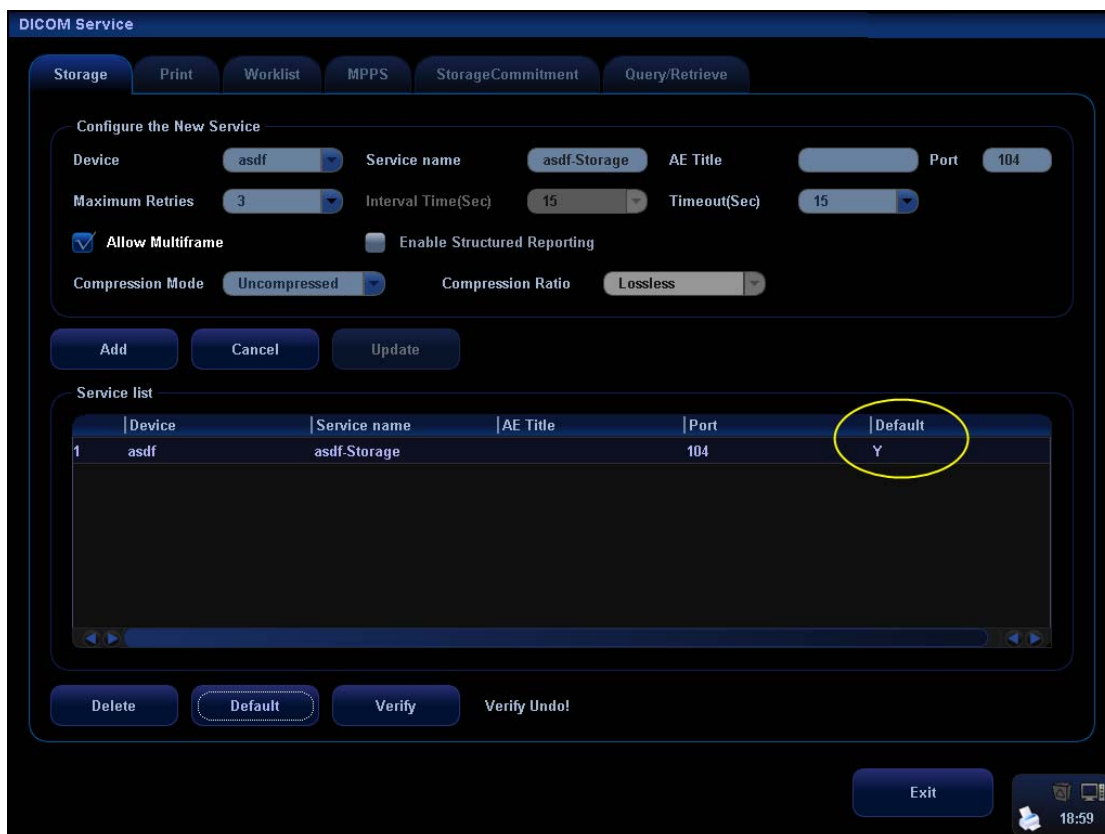 DICOM Service
Storage Print Worklist MPPS StorageCommitment Query/Retrieve
Configure the New Service
Device asdf Service name asdf-Storage AE Title Port 104
Maximum Retries 3 Interval Time(Sec) 15 Timeout(Sec) 15
Allow Multiframe Enable Structured Reporting
Compression Mode Uncompressed Compression Ratio Lossless
Add Cancel Update
Service list
Device Service name AE Title Port Default
1 asdf asdf-Storage 104 Y
Delete Default Verify Verify Undo!
Exit
18:59